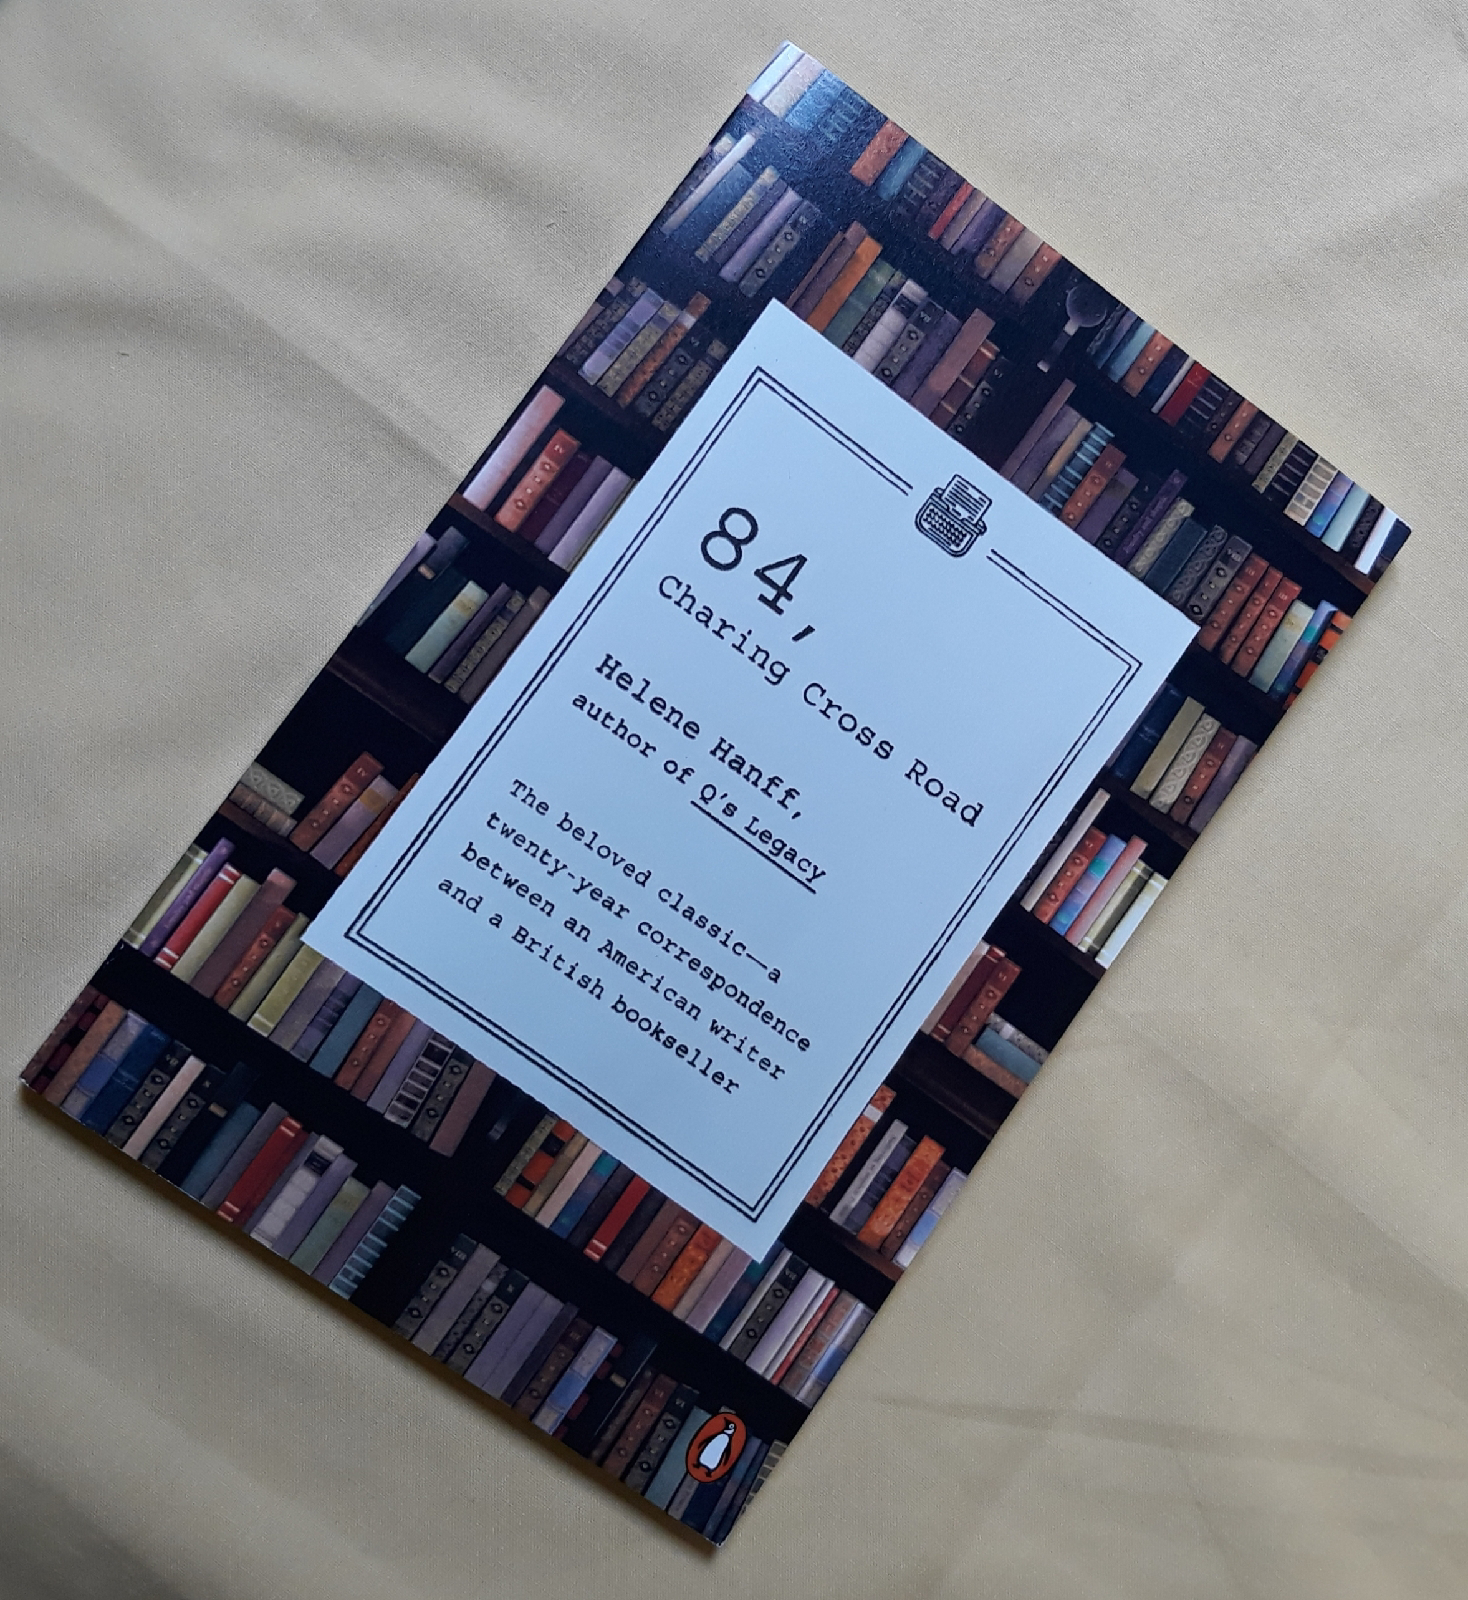 84,
Charing Cross Road
Helene Hanff,
author of Q's Legacy
The beloved classic—a
twenty-year correspondence
between an American writer
and a British bookseller